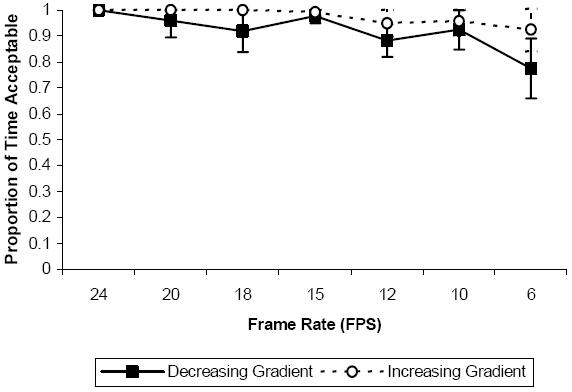 Proportion of Time Acceptable
1
0.9
0.8
0.7
0.6
0.5
0.4
0.3
0.2
0.1
0
24 20 18 15 12 10 6
Frame Rate (FPS)
Decreasing Gradient Increasing Gradient